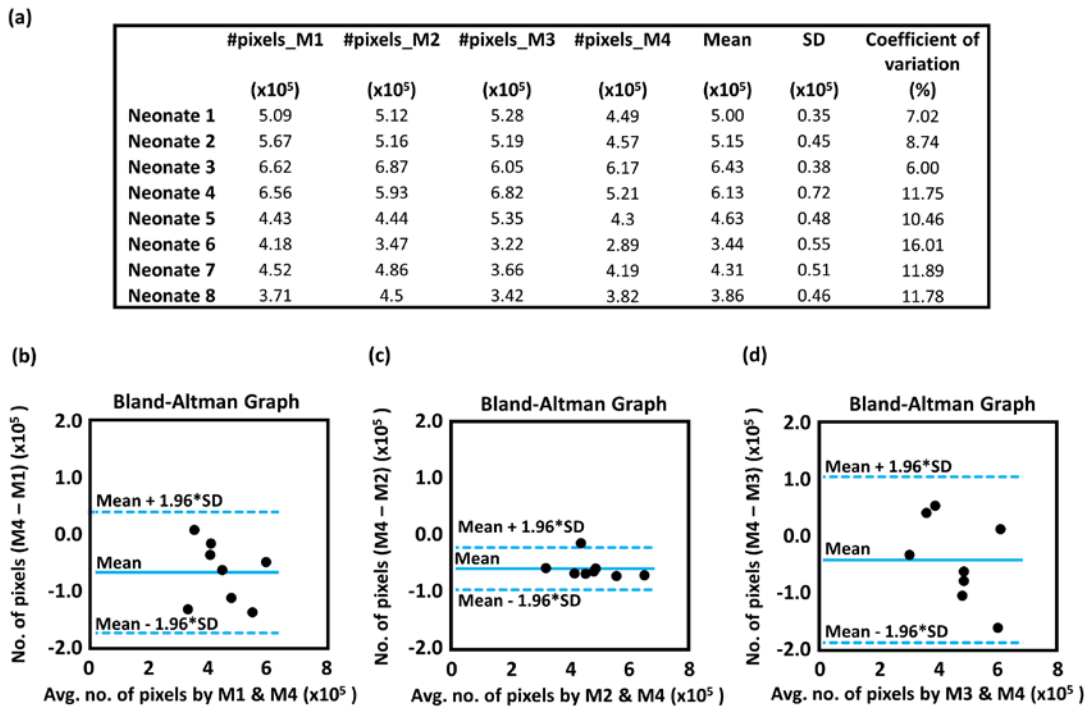 (a)
#pixels_M1 #pixels_M2 #pixels_M3 #pixels_M4 Mean SD Coefficient of variation
(x10⁵) (x10⁵) (x10⁵) (x10⁵) (x10⁵) (x10⁵) (%)
Neonate 1 5.09 5.12 5.28 4.49 5.00 0.35 7.02
Neonate 2 5.67 5.16 5.19 4.57 5.15 0.45 8.74
Neonate 3 6.62 6.87 6.05 6.17 6.43 0.38 6.00
Neonate 4 6.56 5.93 6.82 5.21 6.13 0.72 11.75
Neonate 5 4.43 4.44 5.35 4.3 4.63 0.48 10.46
Neonate 6 4.18 3.47 3.22 2.89 3.44 0.55 16.01
Neonate 7 4.52 4.86 3.66 4.19 4.31 0.51 11.89
Neonate 8 3.71 4.5 3.42 3.82 3.86 0.46 11.78
(b)
Bland-Altman Graph
No. of pixels (M4 – M1) (x10⁵)
2.0
1.0
0.0
-1.0
-2.0
Mean + 1.96*SD
Mean
Mean - 1.96*SD
0 2 4 6 8
Avg. no. of pixels by M1 & M4 (x10⁵)
(c)
Bland-Altman Graph
No. of pixels (M4 – M2) (x10⁵)
2.0
1.0
0.0
-1.0
-2.0
Mean + 1.96*SD
Mean
Mean - 1.96*SD
0 2 4 6 8
Avg. no. of pixels by M2 & M4 (x10⁵)
(d)
Bland-Altman Graph
No. of pixels (M4 – M3) (x10⁵)
2.0
1.0
0.0
-1.0
-2.0
Mean + 1.96*SD
Mean
Mean - 1.96*SD
0 2 4 6 8
Avg. no. of pixels by M3 & M4 (x10⁵)